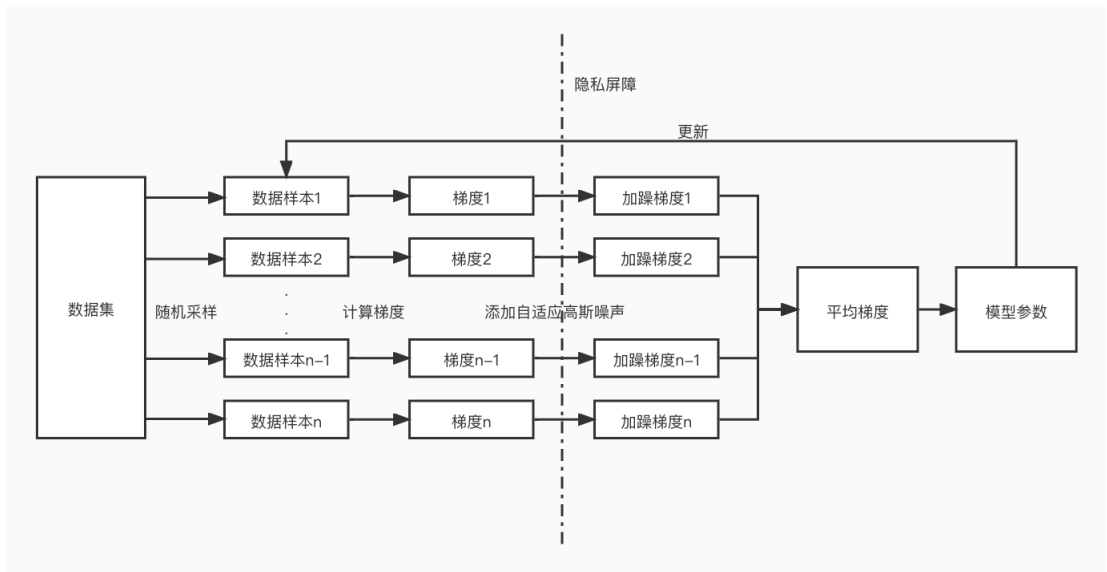 隐私屏障
更新
数据样本1
梯度1
加躁梯度1
数据样本2
梯度2
加躁梯度2
数据集
随机采样
计算梯度
添加自适应高斯噪声
平均梯度
模型参数
数据样本n-1
梯度n-1
加躁梯度n-1
数据样本n
梯度n
加躁梯度n